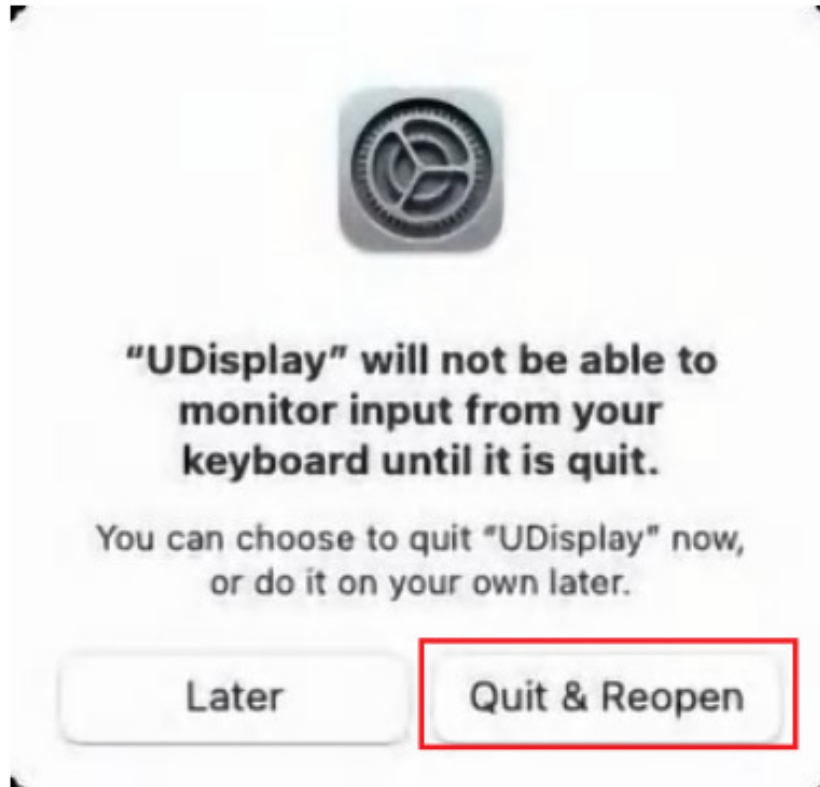 “UDisplay” will not be able to
monitor input from your
keyboard until it is quit.
You can choose to quit “UDisplay” now,
or do it on your own later.
Later
Quit & Reopen